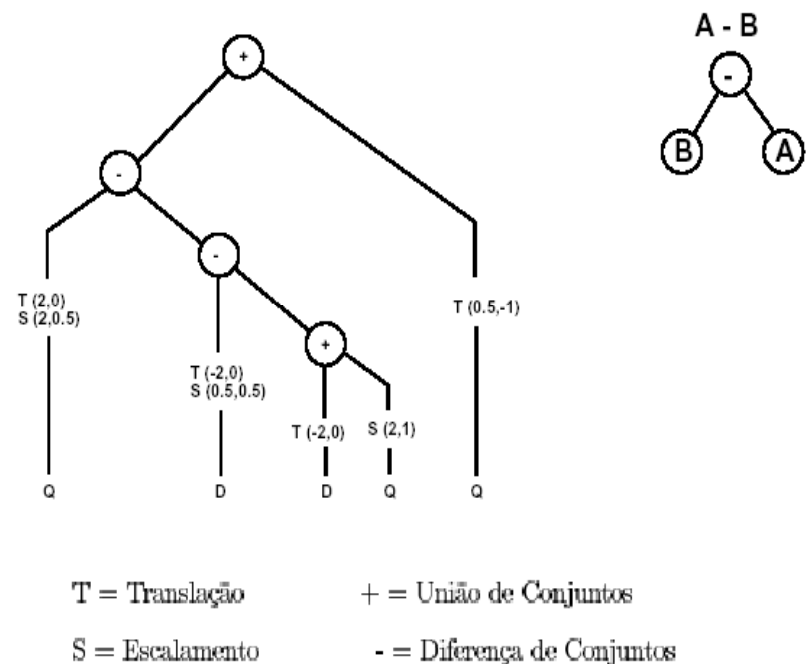 A - B
+
-
B
A
-
-
T (2,0)
S (2,0.5)
T (0.5,-1)
+
T (-2,0)
S (0.5,0.5)
T (-2,0)
S (2,1)
Q
D
D
Q
Q
T = Translação
+ = União de Conjuntos
S = Escalamento
- = Diferença de Conjuntos